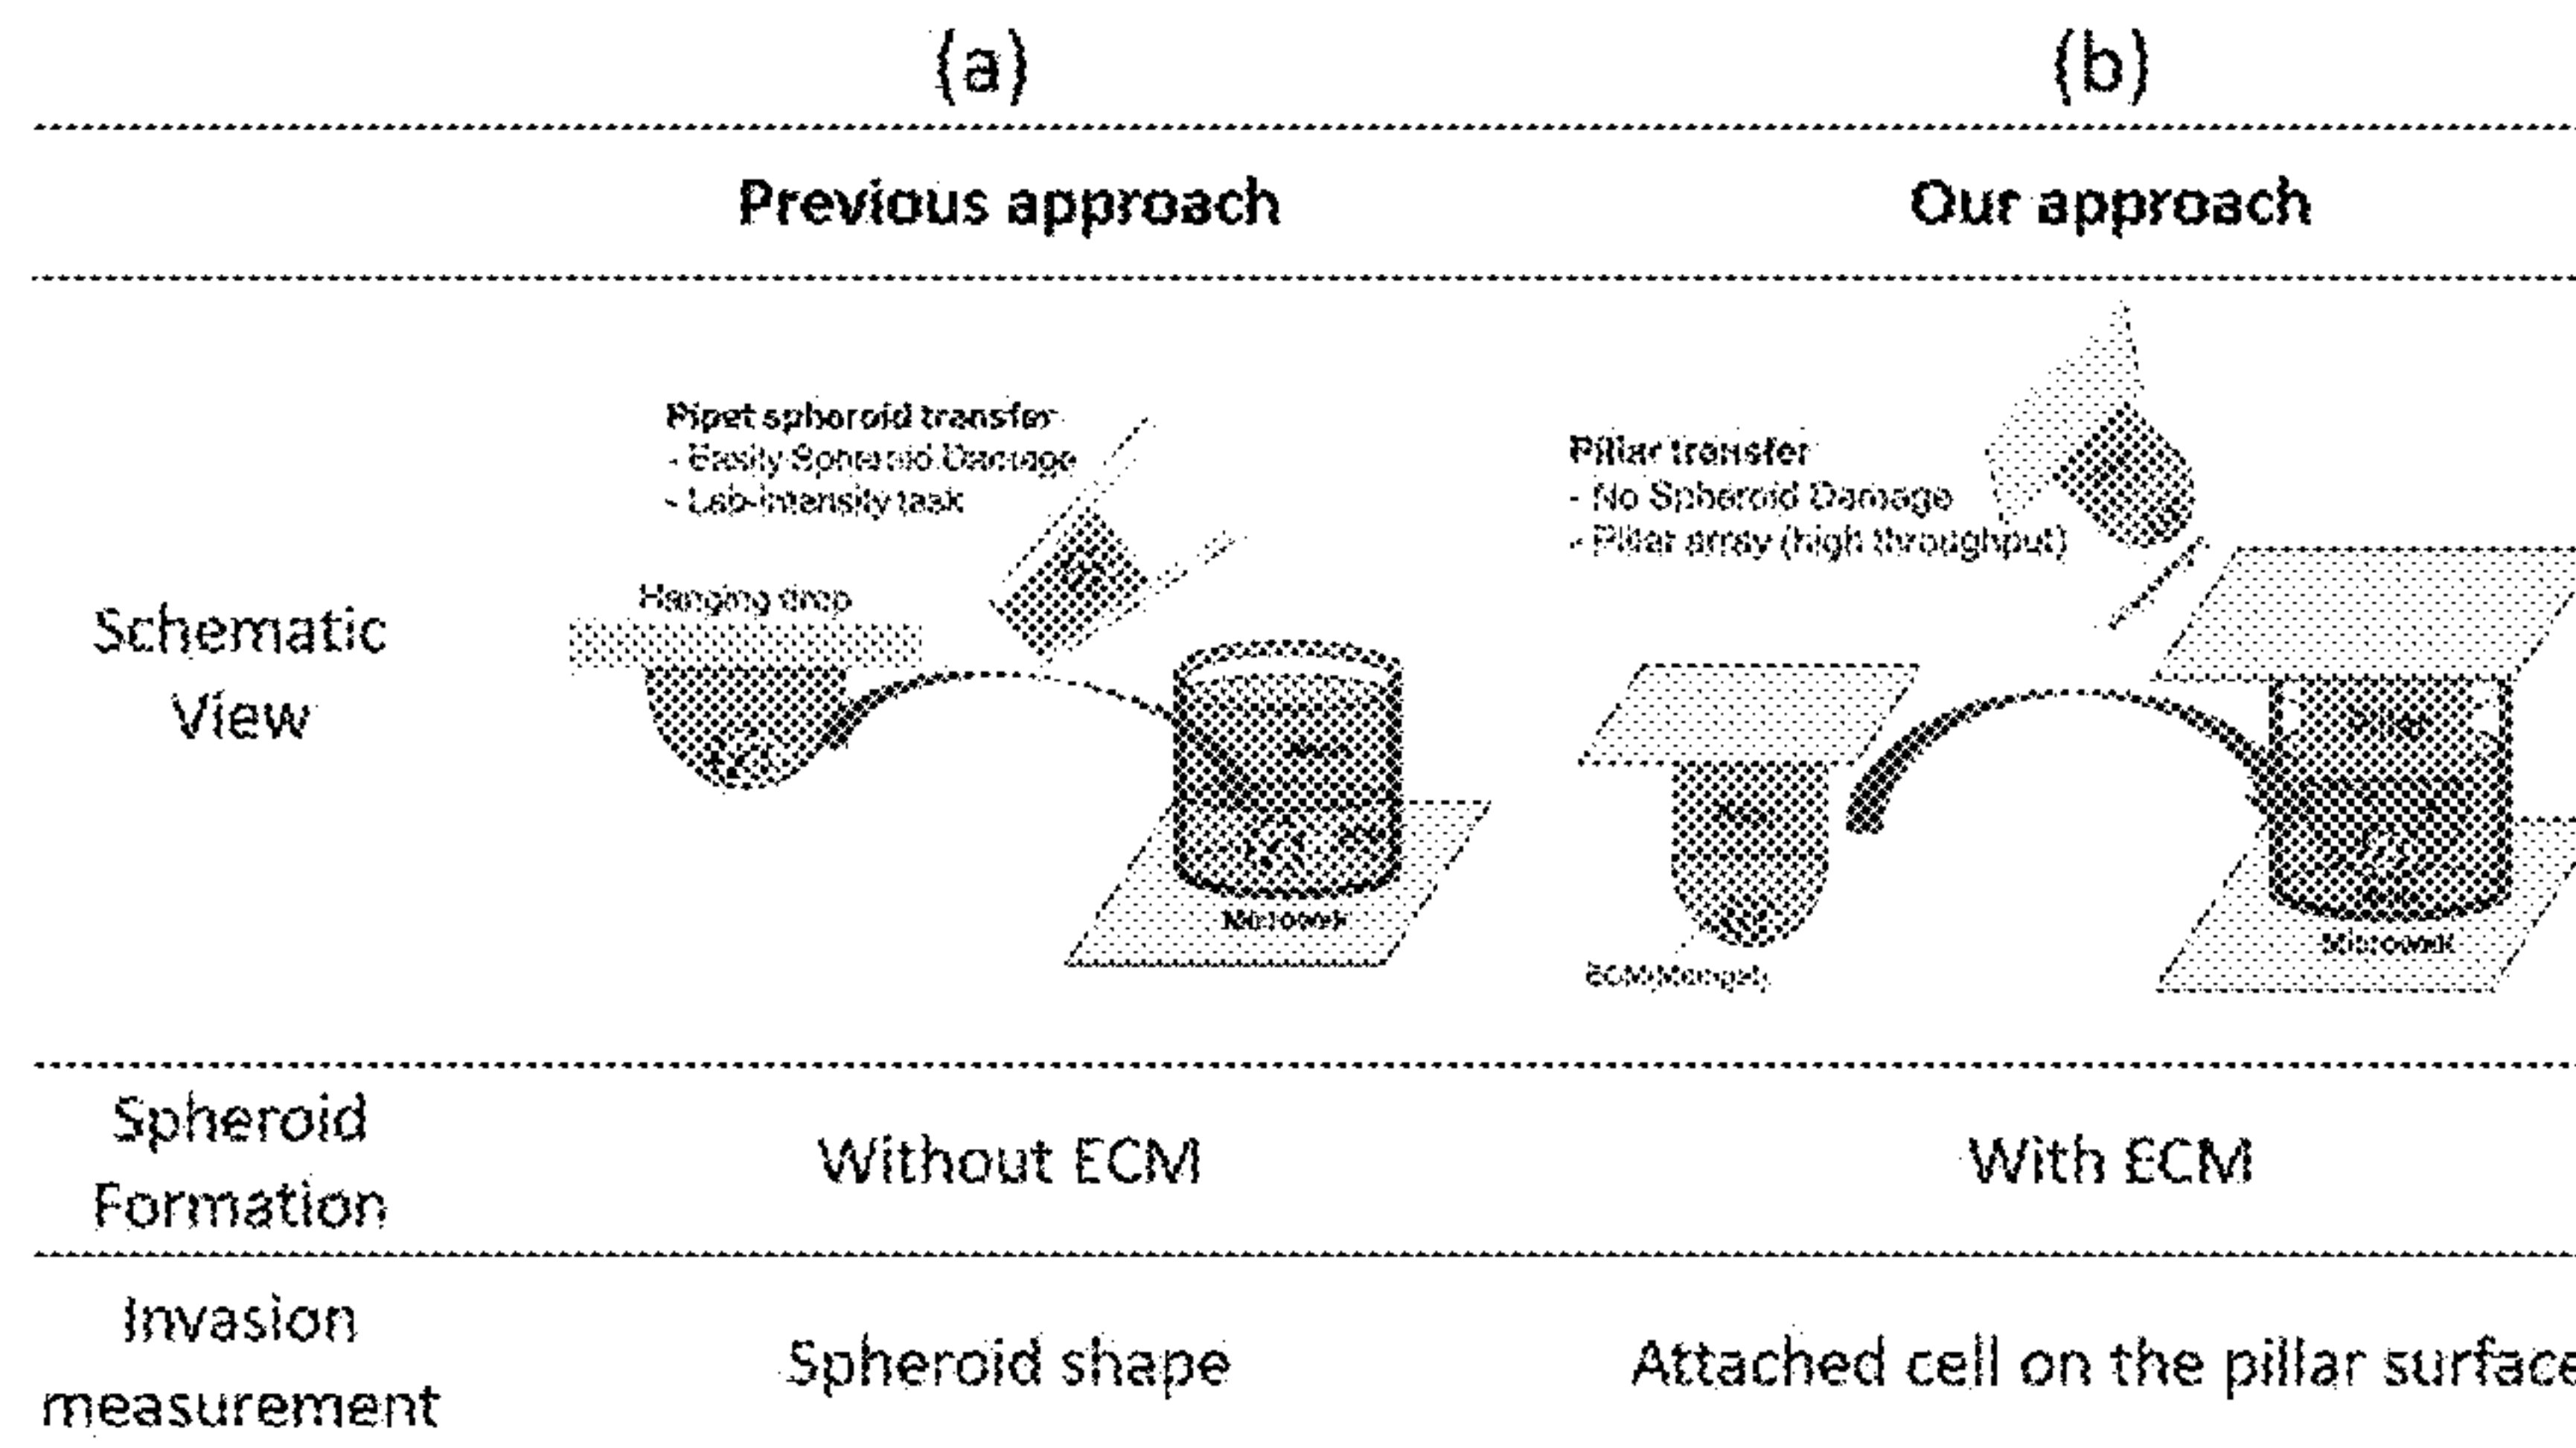 (a)
(b)
Previous approach
Our approach
Schematic
View
Pipet spheroid transfer
- Easily Spheroid Damage
- Lab-intensity task
Hanging drop
Microwell
Pillar transfer
- No Spheroid Damage
- Pillar array (high throughput)
Pillar
Microwell
Spheroid
Formation
Without ECM
With ECM
Invasion
measurement
Spheroid shape
Attached cell on the pillar surface